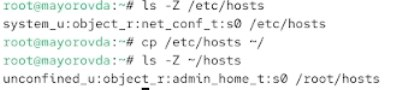 root@mayorovda:~# ls -Z /etc/hosts
system_u:object_r:net_conf_t:s0 /etc/hosts
root@mayorovda:~# cp /etc/hosts ~/
root@mayorovda:~# ls -Z ~/hosts
unconfined_u:object_r:admin_home_t:s0 /root/hosts